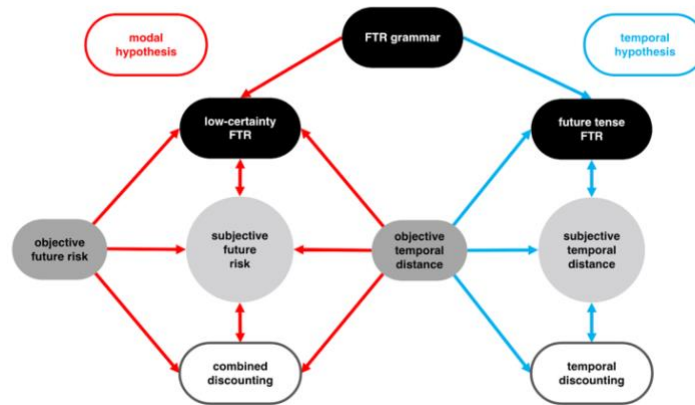 modal
hypothesis
FTR grammar
temporal
hypothesis
low-certainty
FTR
future tense
FTR
objective
future risk
subjective
future
risk
objective
temporal
distance
subjective
temporal
distance
combined
discounting
temporal
discounting